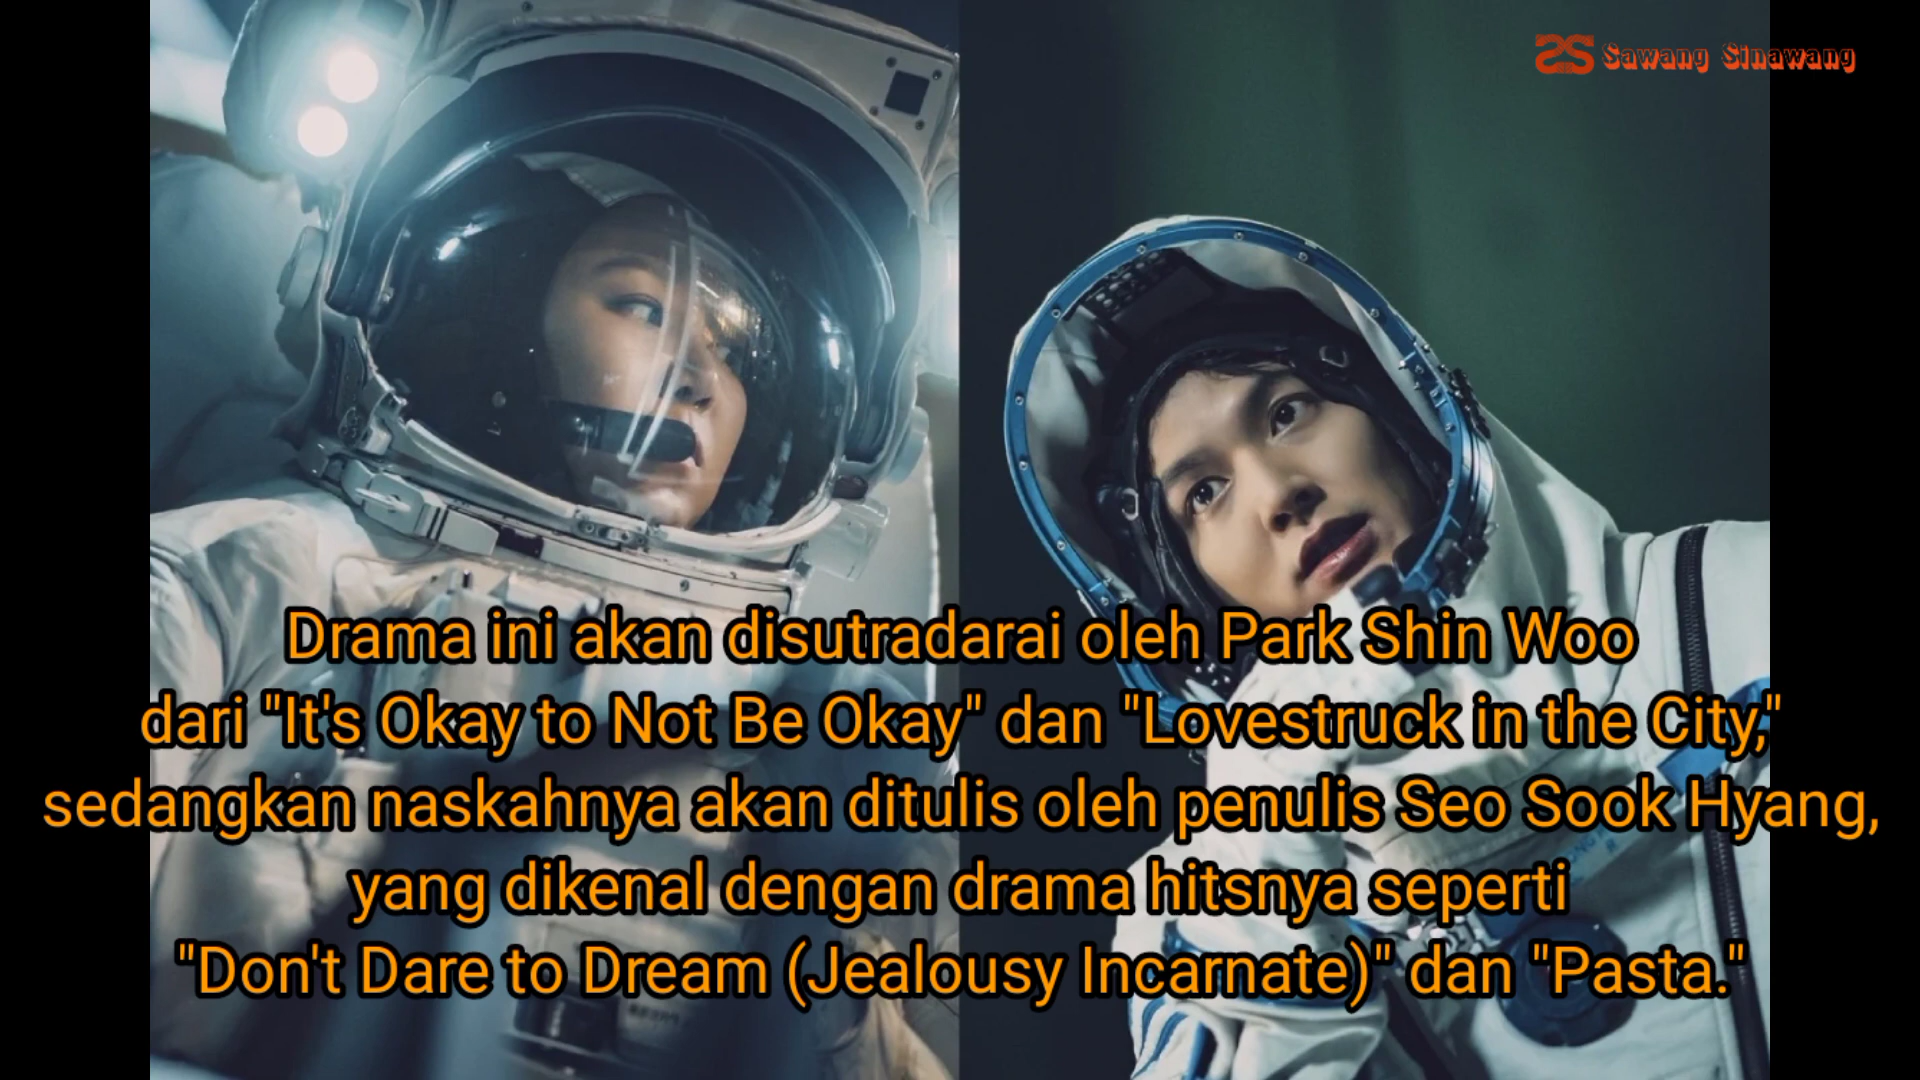 Sawang Sinawang
Drama ini akan disutradarai oleh Park Shin Woo
dari "It's Okay to Not Be Okay" dan "Lovestruck in the City,"
sedangkan naskahnya akan ditulis oleh penulis Seo Sook Hyang,
yang dikenal dengan drama hitsnya seperti
"Don't Dare to Dream (Jealousy Incarnate)" dan "Pasta."